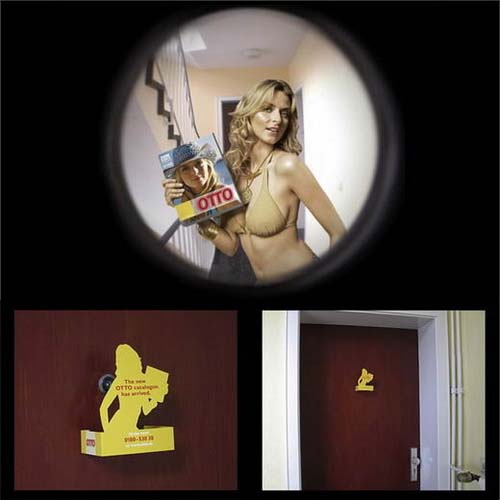 OTTO
The new
OTTO catalogue
has arrived.
OTTO
0180-530 30